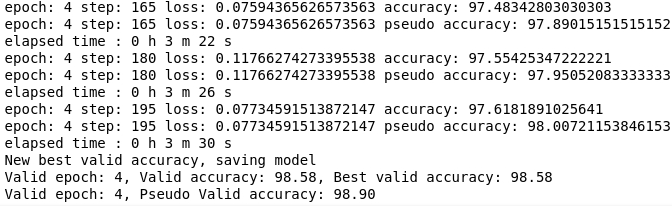 epoch: 4 step: 165 loss: 0.07594365626573563 accuracy: 97.48342803030303
epoch: 4 step: 165 loss: 0.07594365626573563 pseudo accuracy: 97.89015151515152
elapsed time : 0 h 3 m 22 s
epoch: 4 step: 180 loss: 0.11766274273395538 accuracy: 97.55425347222221
epoch: 4 step: 180 loss: 0.11766274273395538 pseudo accuracy: 97.95052083333333
elapsed time : 0 h 3 m 26 s
epoch: 4 step: 195 loss: 0.07734591513872147 accuracy: 97.6181891025641
epoch: 4 step: 195 loss: 0.07734591513872147 pseudo accuracy: 98.00721153846153
elapsed time : 0 h 3 m 30 s
New best valid accuracy, saving model
Valid epoch: 4, Valid accuracy: 98.58, Best valid accuracy: 98.58
Valid epoch: 4, Pseudo Valid accuracy: 98.90